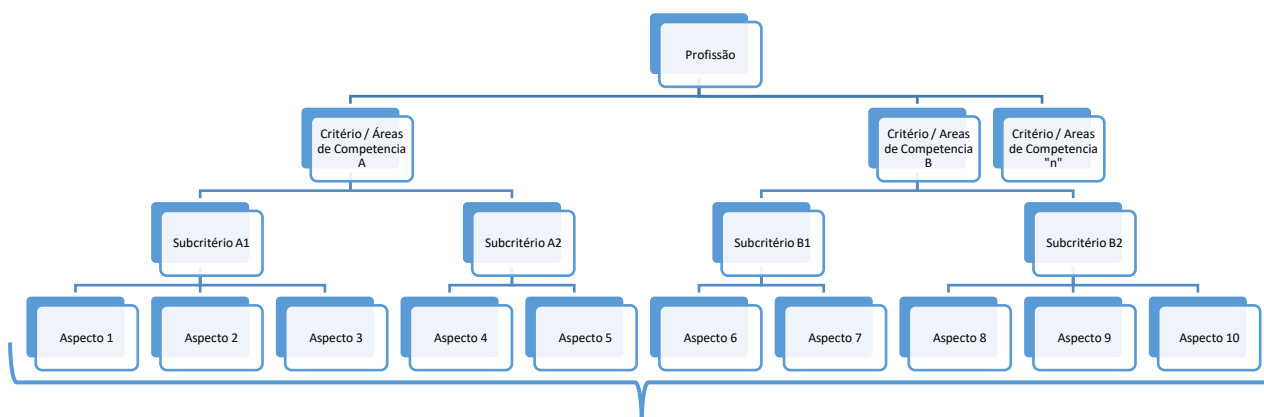 Profissão
Critério / Áreas
de Competencia
A
Critério / Areas
de Competencia
B
Critério / Areas
de Competencia
"n"
Subcritério A1
Subcritério A2
Subcritério B1
Subcritério B2
Aspecto 1
Aspecto 2
Aspecto 3
Aspecto 4
Aspecto 5
Aspecto 6
Aspecto 7
Aspecto 8
Aspecto 9
Aspecto 10